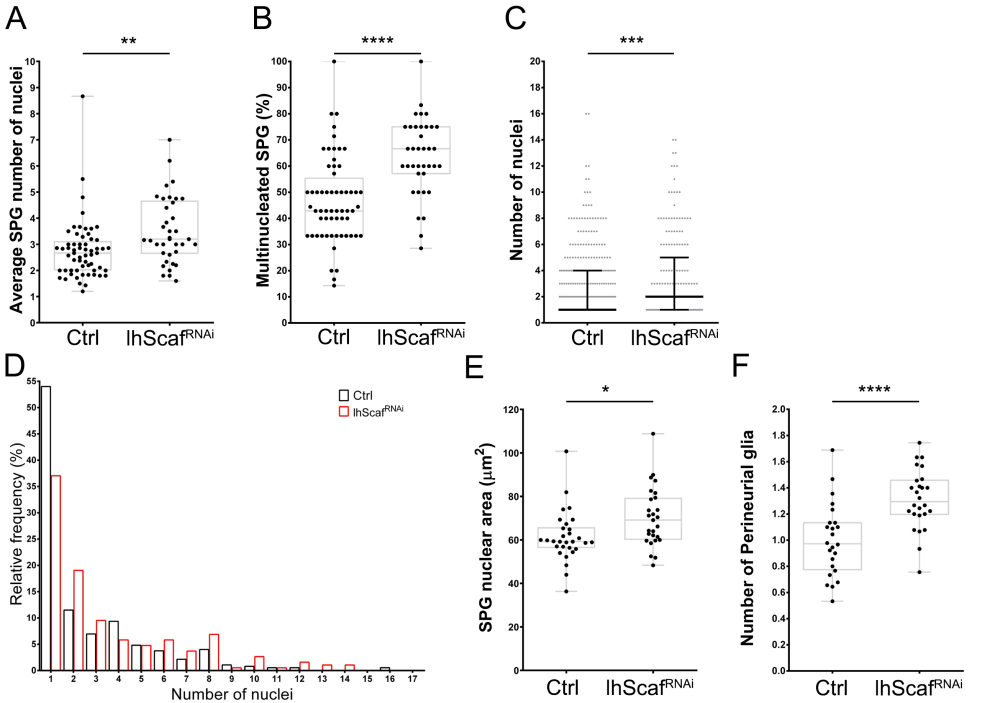 A
Average SPG number of nuclei
**
10
9
8
7
6
5
4
3
2
1
0
Ctrl
lhScafRNAi
B
Multinucleated SPG (%)
****
100
90
80
70
60
50
40
30
20
10
0
Ctrl
lhScafRNAi
C
Number of nuclei
***
20
18
16
14
12
10
8
6
4
2
0
Ctrl
lhScafRNAi
D
Relative frequency (%)
55
50
45
40
35
30
25
20
15
10
5
0
Ctrl
lhScafRNAi
1 2 3 4 5 6 7 8 9 10 11 12 13 14 15 16 17
Number of nuclei
E
SPG nuclear area (µm2)
*
120
100
80
60
40
20
0
Ctrl
lhScafRNAi
F
Number of Perineurial glia
****
2.0
1.8
1.6
1.4
1.2
1.0
0.8
0.6
0.4
0.2
0.0
Ctrl
lhScafRNAi